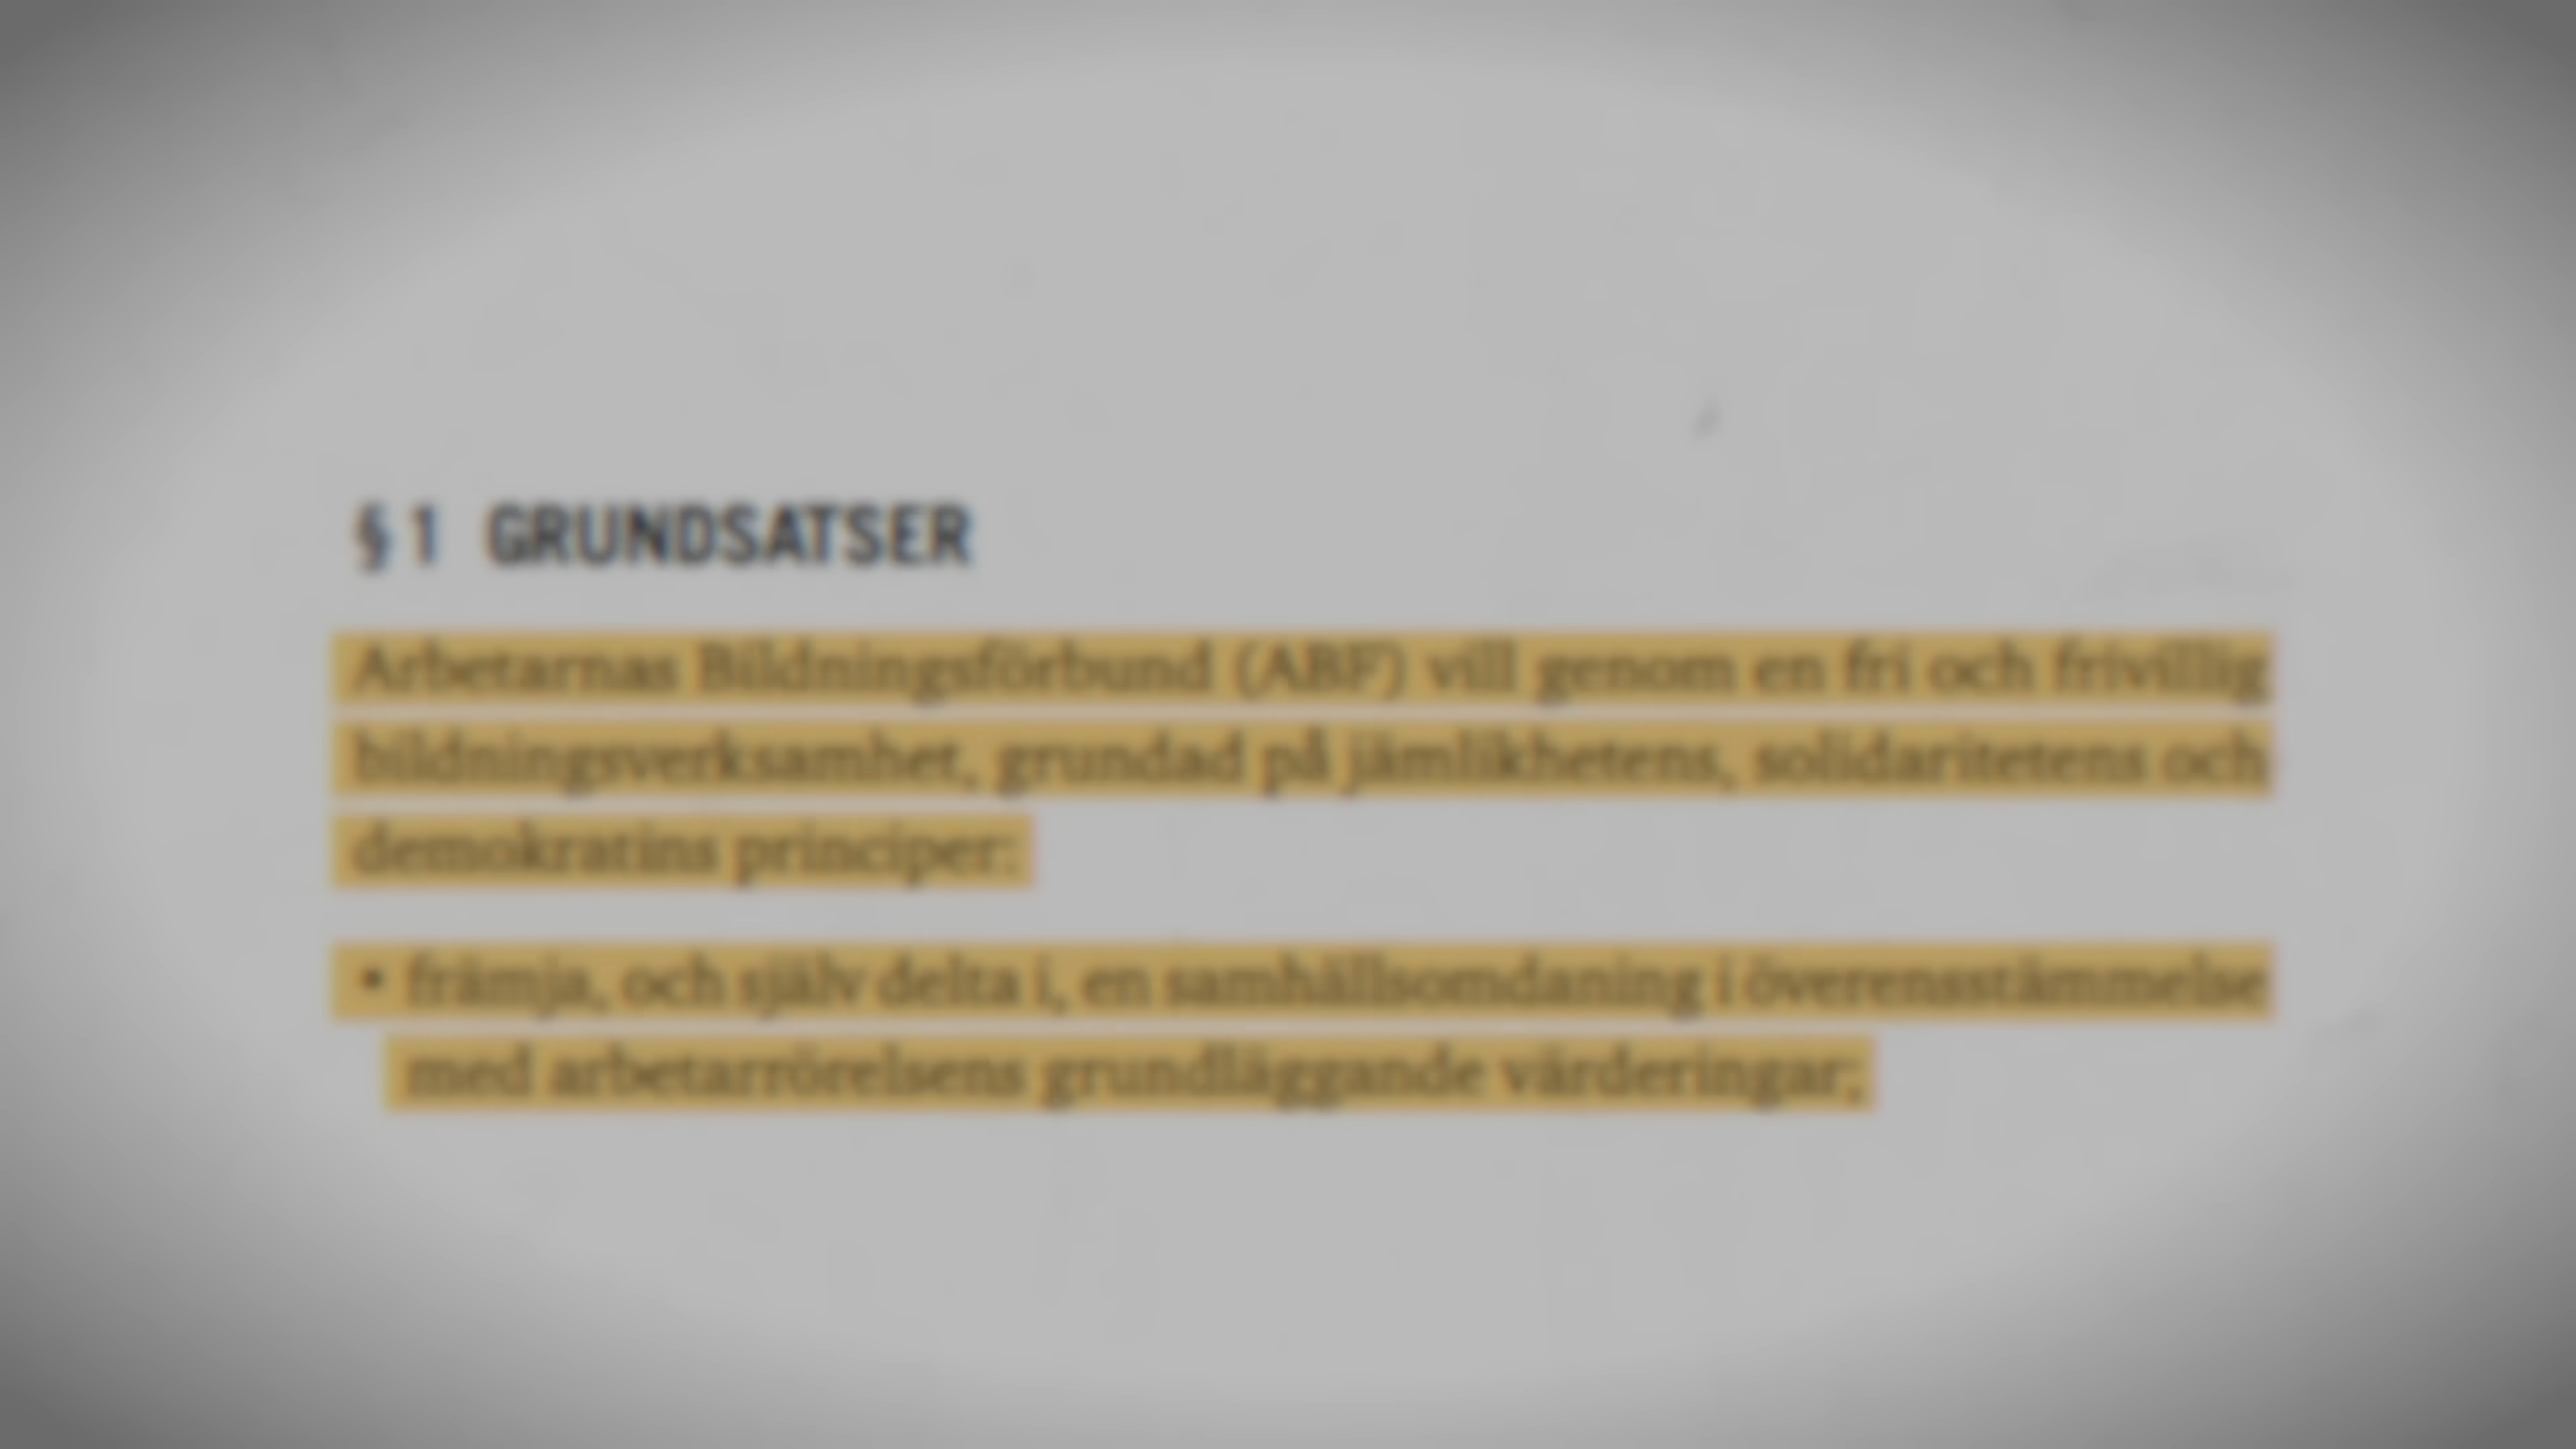 § 1 GRUNDSATSER
Arbetarnas Bildningsförbund (ABF) vill genom en fri och frivillig
bildningsverksamhet, grundad på jämlikhetens, solidaritetens och
demokratins principer:
• främja, och själv delta i, en samhällsomdaning i överensstämmelse
med arbetarrörelsens grundläggande värderingar;